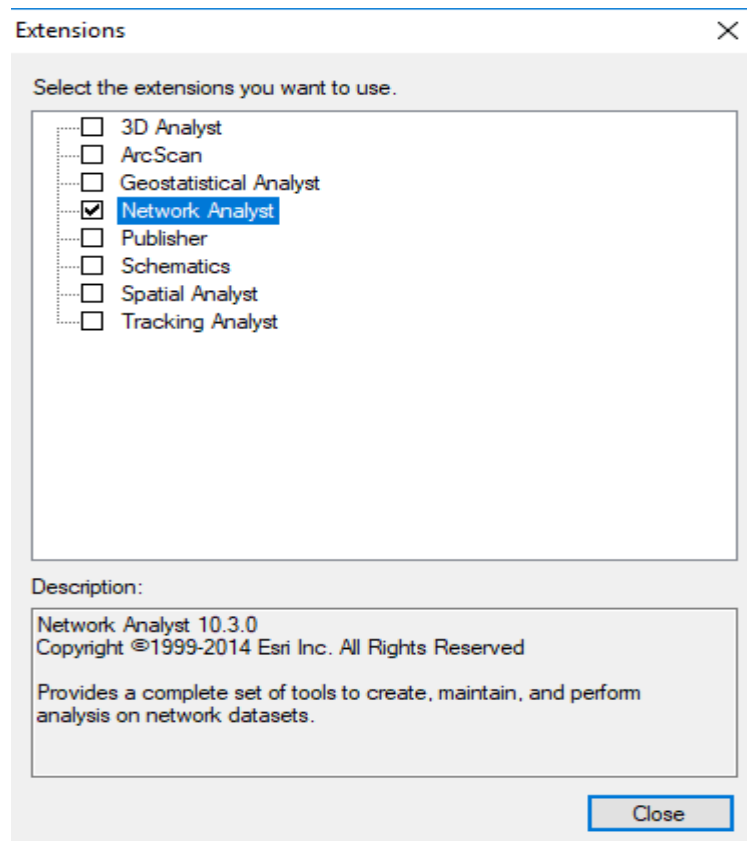 Extensions
Select the extensions you want to use.
3D Analyst
ArcScan
Geostatistical Analyst
Network Analyst
Publisher
Schematics
Spatial Analyst
Tracking Analyst
Description:
Network Analyst 10.3.0
Copyright ©1999-2014 Esri Inc. All Rights Reserved
Provides a complete set of tools to create, maintain, and perform
analysis on network datasets.
Close